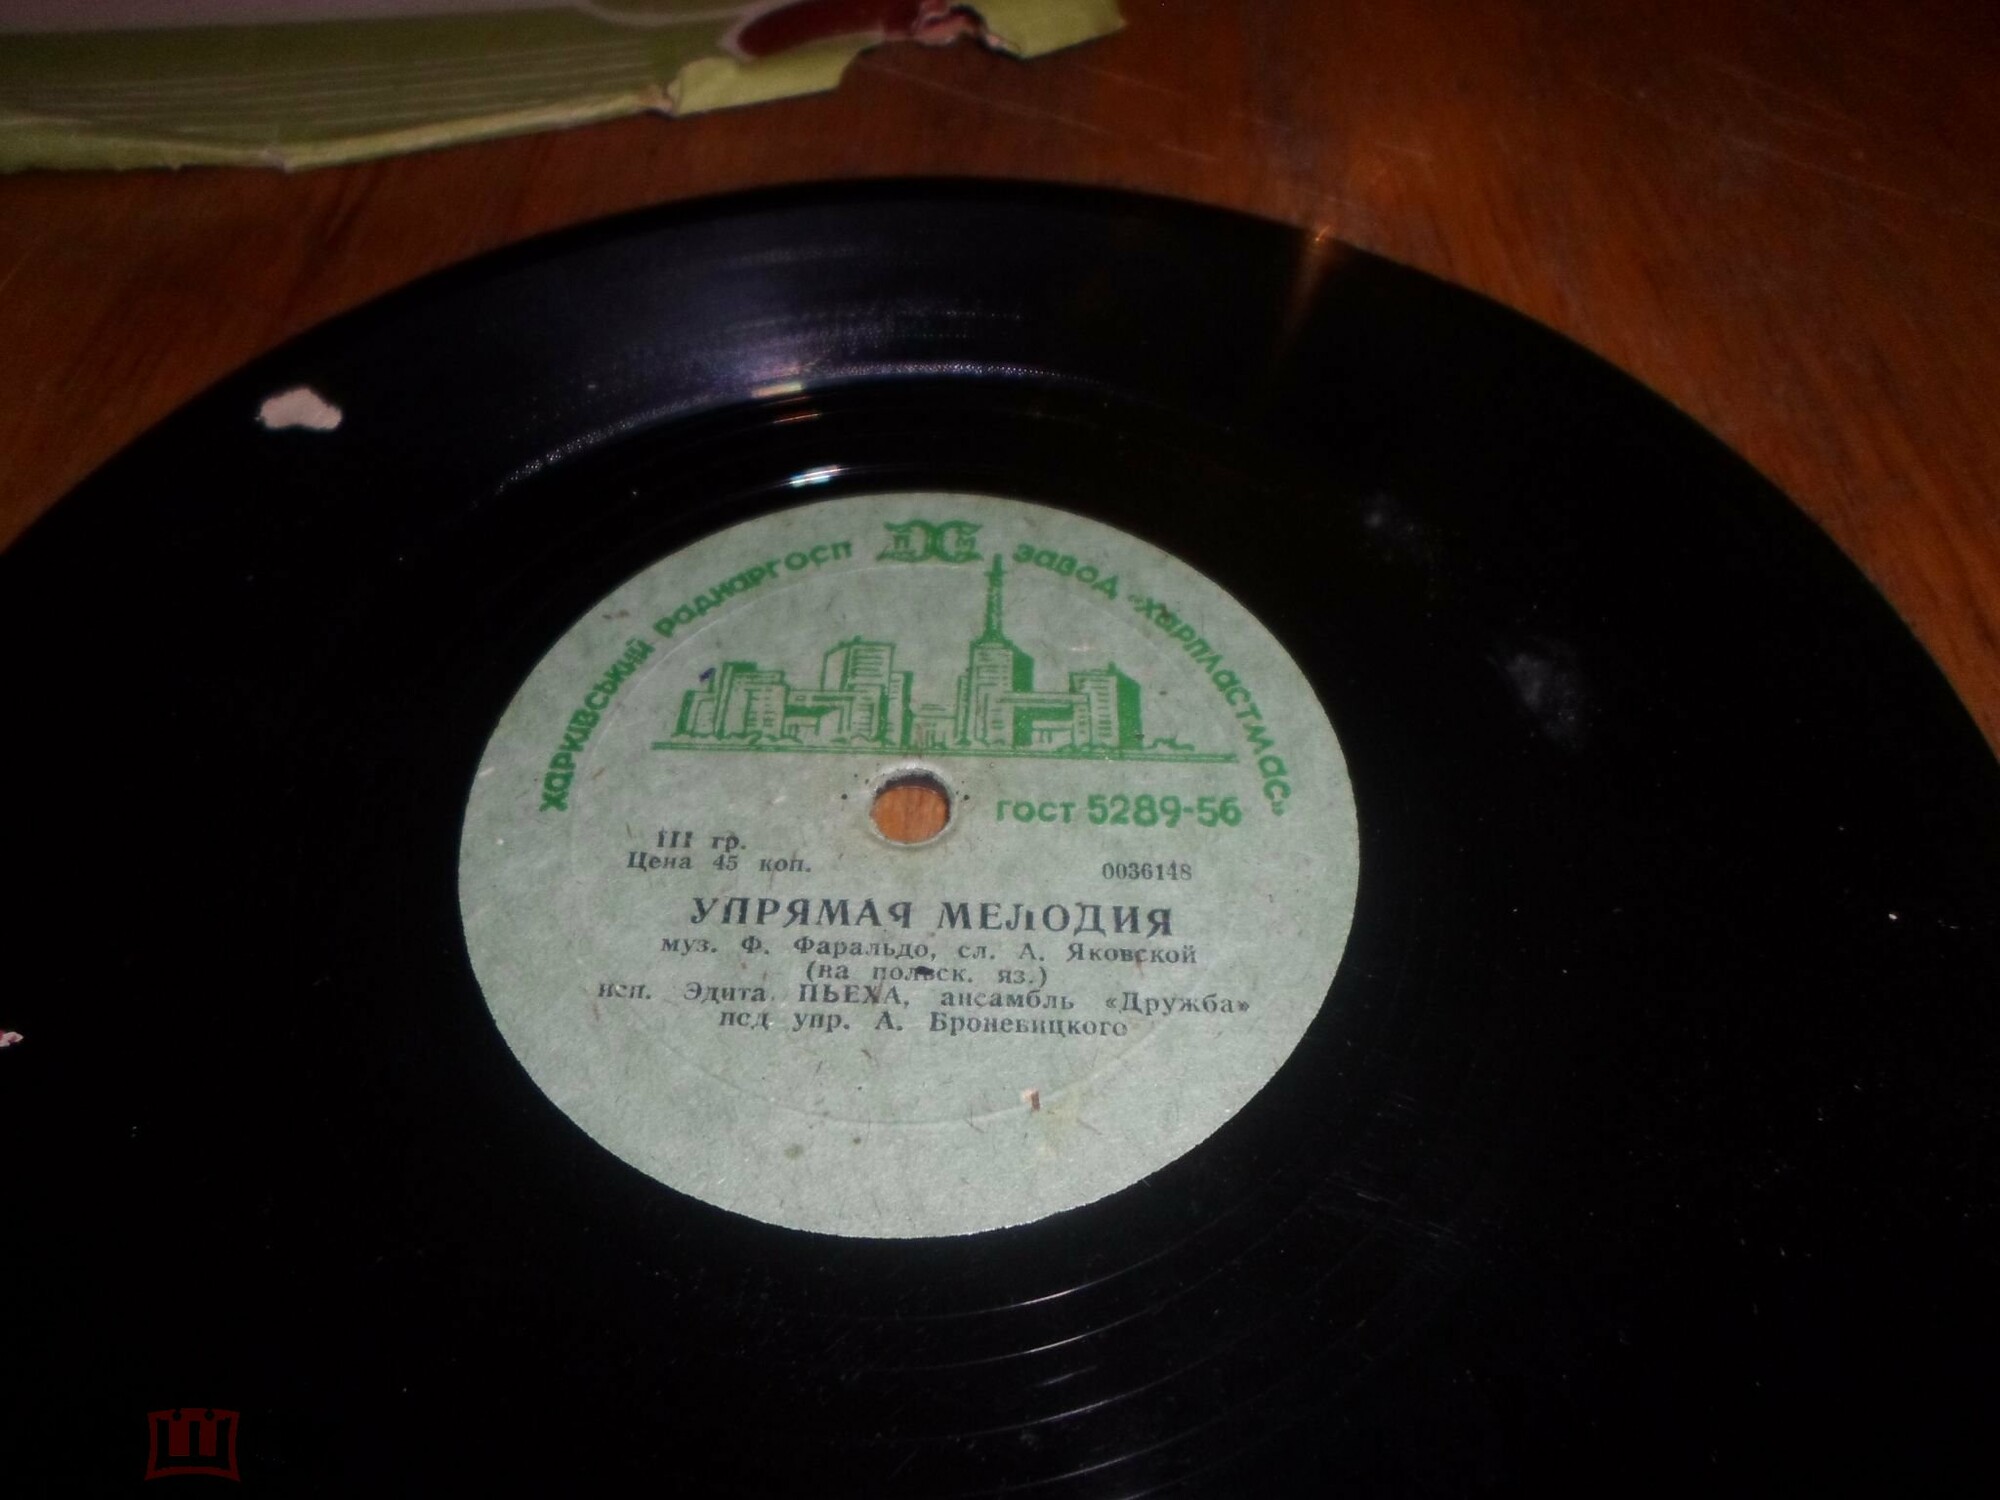 Харківський Раднаргосп завод «Харпластмас»
ГОСТ 5289-56
III гр.
Цена 45 коп.
0036148
УПРЯМАЯ МЕЛОДИЯ
муз. Ф. Фаральдо, сл. А. Яковской
(на польск. яз.)
исп. Эдита ПЬЕХА, ансамбль «Дружба»
под упр. А. Броневицкого